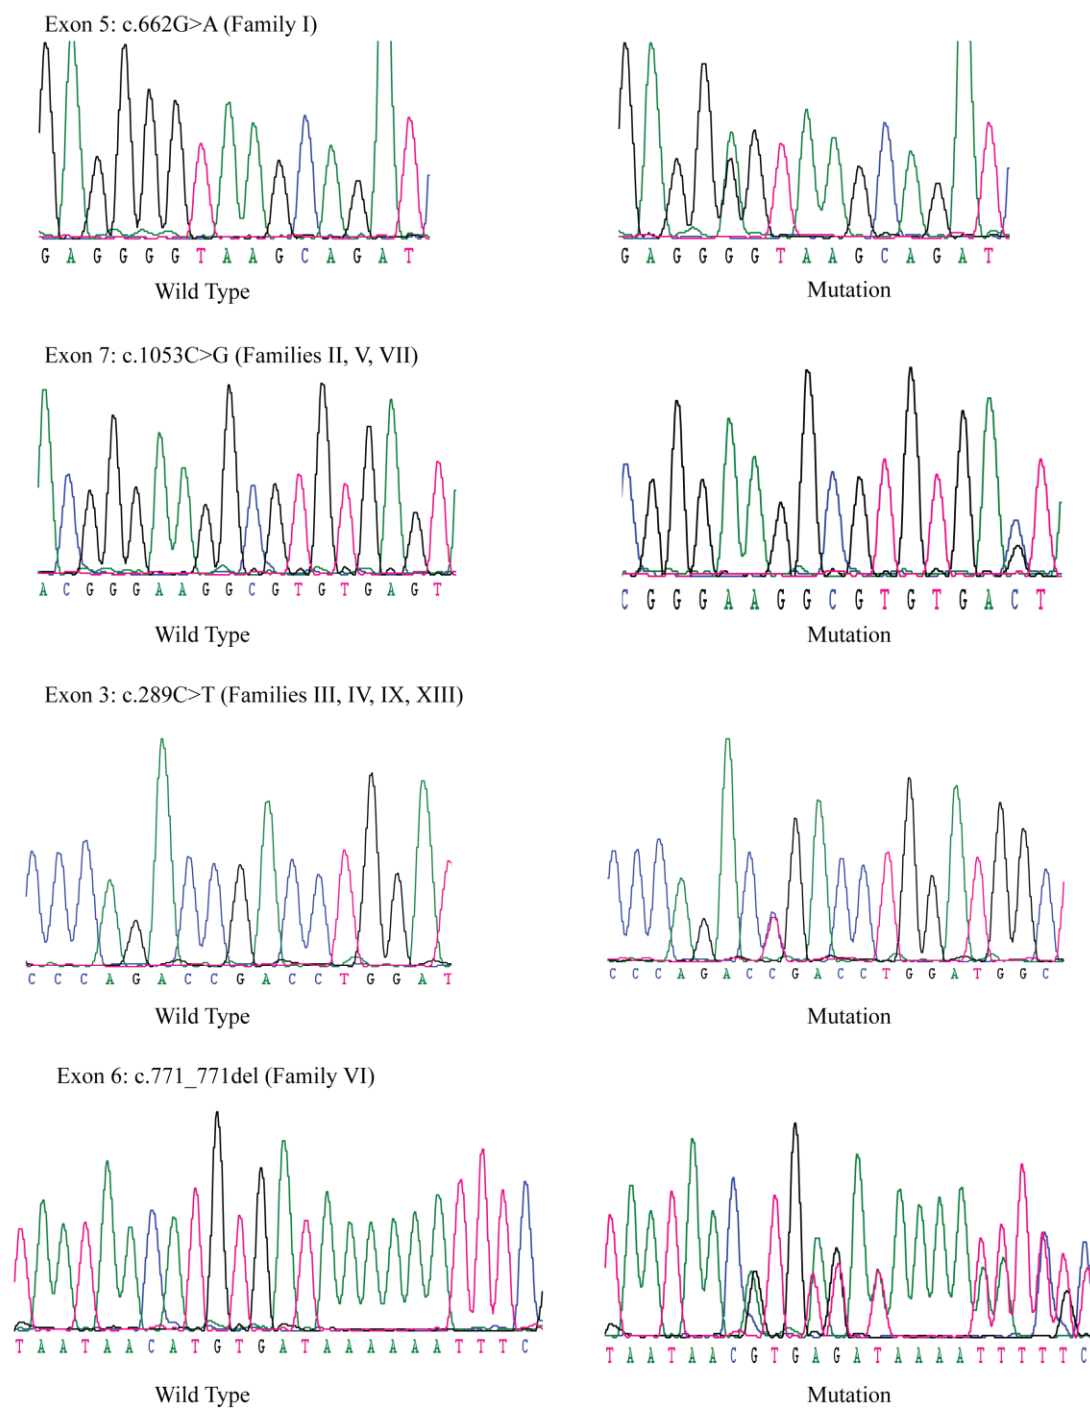 Exon 5: c.662G>A (Family I)
G A G G G G T A A G C A G A T
G A G G G G T A A G C A G A T
Wild Type
Mutation
Exon 7: c.1053C>G (Families II, V, VII)
A C G G G A A G G C G T G T G A G T
C G G G A A G G C G T G T G A C T
Wild Type
Mutation
Exon 3: c.289C>T (Families III, IV, IX, XIII)
C C C A G A C C G A C C T G G A T
C C C A G A C C G A C C T G G A T G G C
Wild Type
Mutation
Exon 6: c.771_771del (Family VI)
T A A T A A C A T G T G A T A A A A A A T T T C
T A A T A A C G T G A G A T A A A A T T T T T C
Wild Type
Mutation